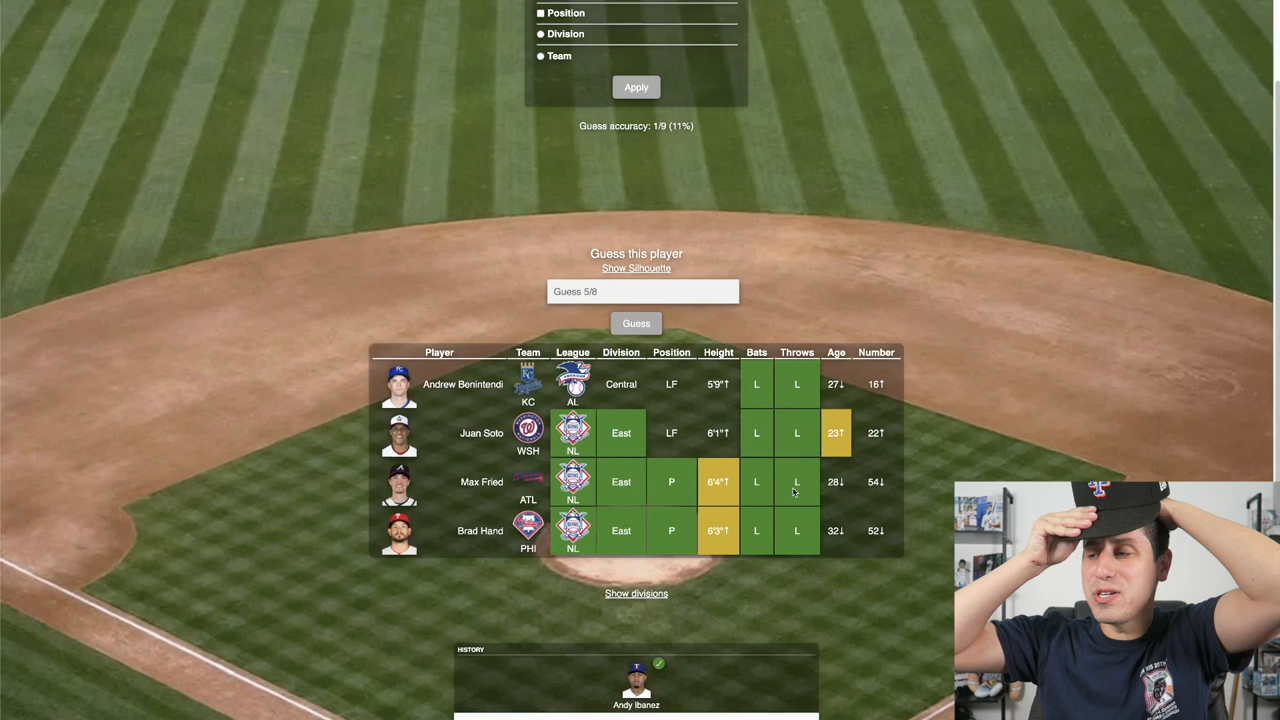 Position
Division
Team
Apply
Guess accuracy: 1/9 (11%)
Guess this player
Show Silhouette
Guess 5/8
Guess
Player Team League Division Position Height Bats Throws Age Number
Andrew Benintendi KC AL Central LF 5'9"↑ L L 27↓ 16↑
Juan Soto WSH NL East LF 6'1"↑ L L 23↑ 22↑
Max Fried ATL NL East P 6'4"↑ L L 28↓ 54↓
Brad Hand PHI NL East P 6'3"↑ L L 32↓ 52↓
Show divisions
HISTORY
Andy Ibanez